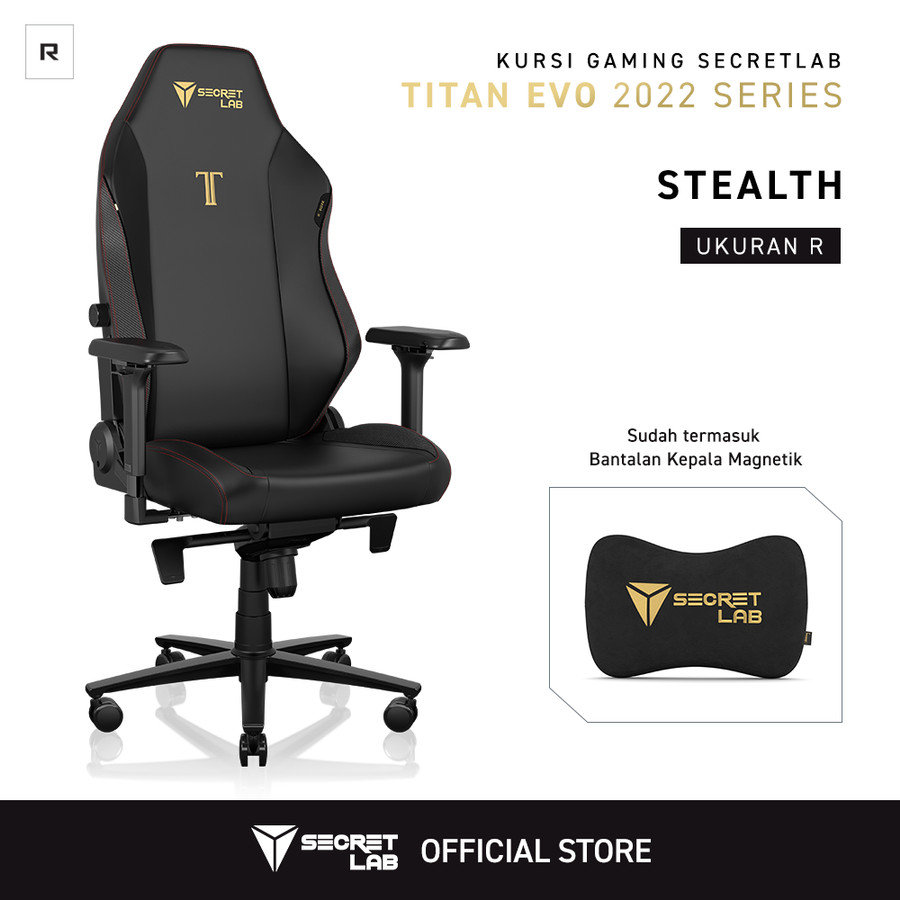 R
KURSI GAMING SECRETLAB
TITAN EVO 2022 SERIES
STEALTH
UKURAN R
SECRET
LAB
T
Sudah termasuk
Bantalan Kepala Magnetik
SECRET
LAB
SECRET
LAB
OFFICIAL STORE